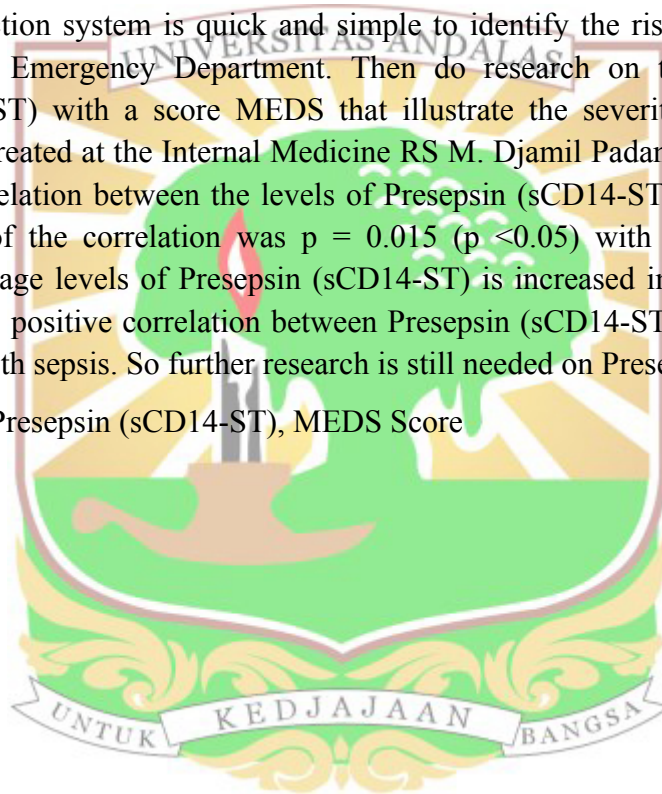 tion system is quick and simple to identify the ris
UNIVERSITAS ANDALAS
Emergency Department. Then do research on t
ST) with a score MEDS that illustrate the severit
reated at the Internal Medicine RS M. Djamil Padan
elation between the levels of Presepsin (sCD14-ST
of the correlation was p = 0.015 (p <0.05) with
age levels of Presepsin (sCD14-ST) is increased in
positive correlation between Presepsin (sCD14-ST
th sepsis. So further research is still needed on Prese
Presepsin (sCD14-ST), MEDS Score
UNTUK KEDJAJAAN BANGSA